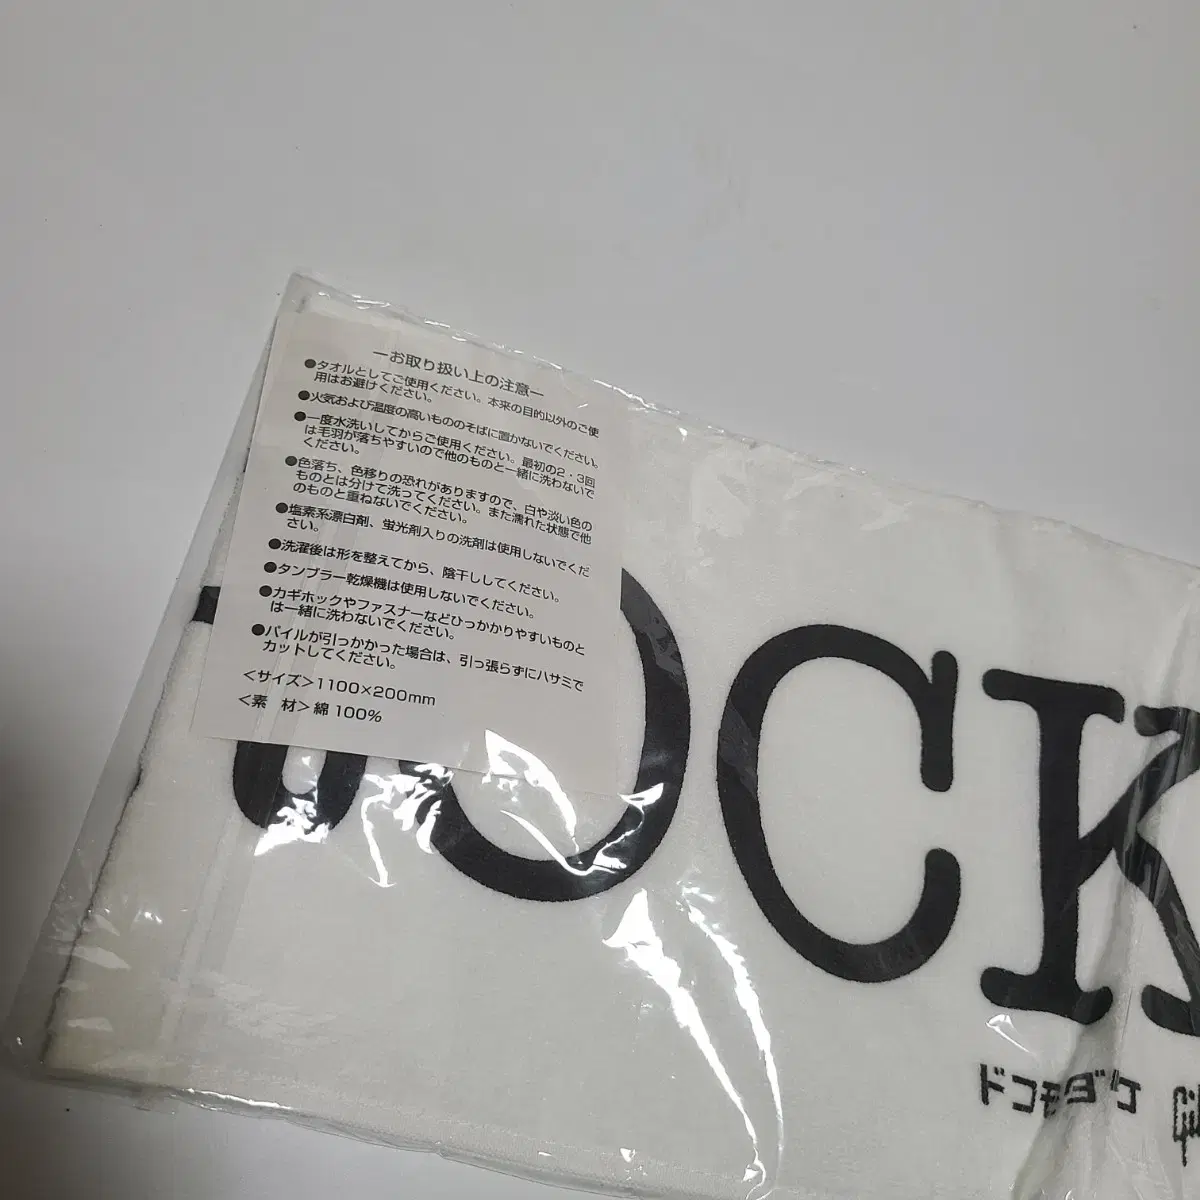 ーお取り扱い上の注意ー
●タオルとしてご使用ください。本来の目的以外のご使
用はお避けください。
●火気および温度の高いもののそばに置かないでください。
●一度水洗いしてからご使用ください。最初の2・3回
は毛羽が落ちやすいので他のものと一緒に洗わないで
ください。
●色落ち、色移りの恐れがありますので、白や淡い色の
ものとは分けて洗ってください。また濡れた状態で他
のものと重ねないでください。
●塩素系漂白剤、蛍光剤入りの洗剤は使用しないでくだ
さい。
●洗濯後は形を整えてから、陰干ししてください。
●タンブラー乾燥機は使用しないでください。
●カギホックやファスナーなどひっかかりやすいものと
は一緒に洗わないでください。
●パイルが引っかかった場合は、引っ張らずにハサミで
カットしてください。
<サイズ>1100×200mm
<素 材>綿100%
OCK
ドコモダケ